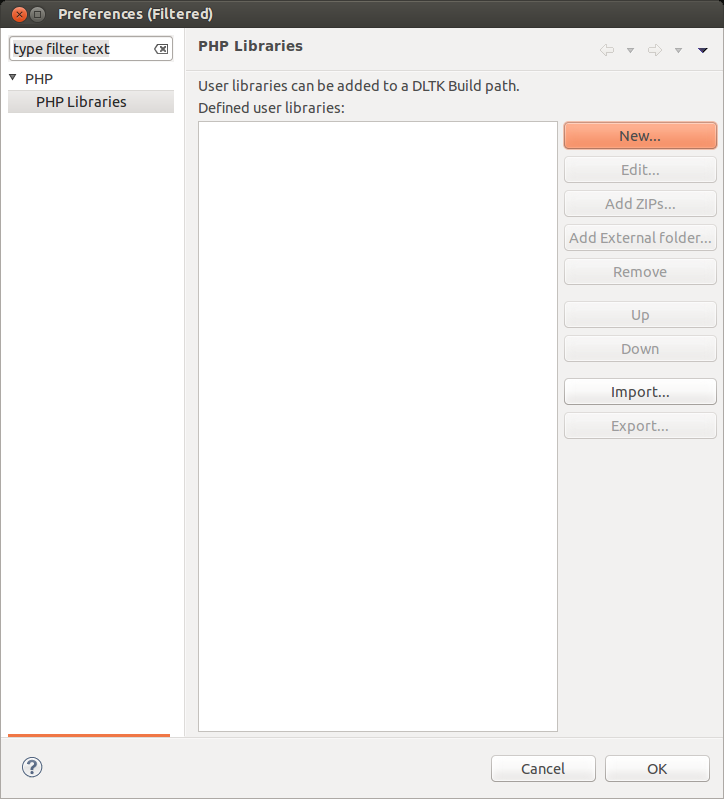 Preferences (Filtered)
type filter text
PHP
PHP Libraries
PHP Libraries
User libraries can be added to a DLTK Build path.
Defined user libraries:
New...
Edit...
Add ZIPs...
Add External folder...
Remove
Up
Down
Import...
Export...
?
Cancel
OK